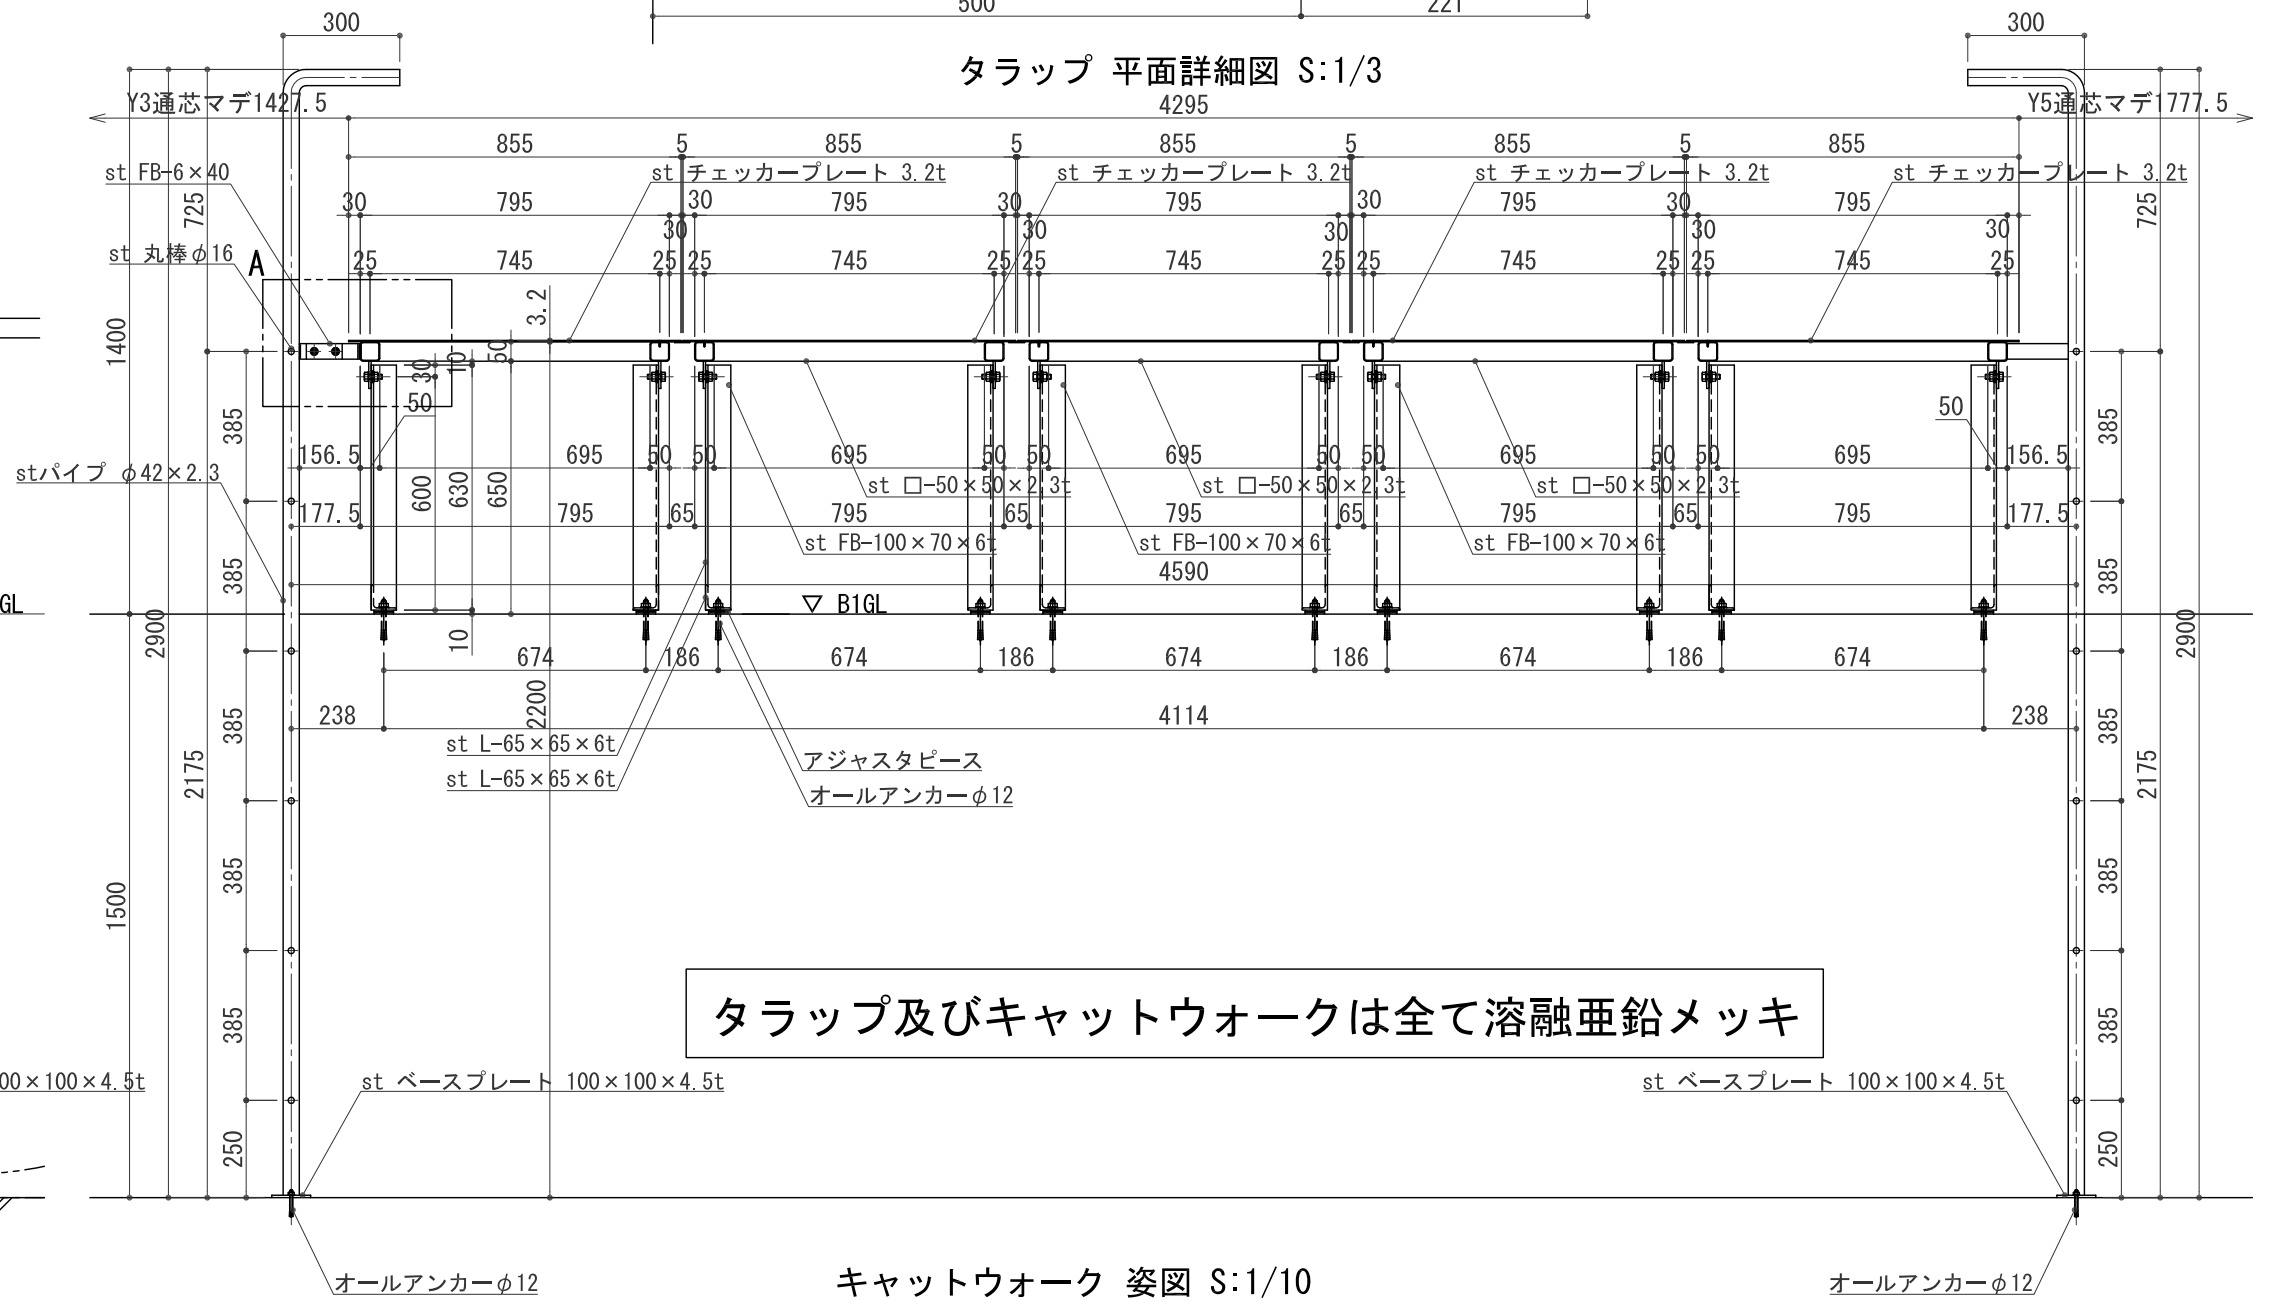 500 221
300 300
タラップ 平面詳細図 S:1/3
Y3通芯マデ1427.5 4295 Y5通芯マデ1777.5
855 5 855 5 855 5 855 5 855
st FB-6×40 st チェッカープレート 3.2t st チェッカープレート 3.2t st チェッカープレート 3.2t st チェッカープレート 3.2t
30 795 30 795 30 795 30 795 30 795
725 725
30 30 30 30 30
st 丸棒φ16 A
25 745 25 25 745 25 25 745 25 25 745 25 25 745 25
3.2
1400
30 10 50
50 50
385 385
156.5 695 50 50 695 50 50 695 50 50 695 50 50 695 156.5
stパイプ φ42×2.3
600 630 650
st □-50×50×2.3t st □-50×50×2.3t st □-50×50×2.3t
177.5 795 65 795 65 795 65 795 65 795 177.5
st FB-100×70×6t st FB-100×70×6t st FB-100×70×6t
385 4590 385
GL ▽ B1GL
2900 10 2900
674 186 674 186 674 186 674 186 674
238 2200 4114 238
385 385
st L-65×65×6t
アジャスタピース
2175 2175
st L-65×65×6t
オールアンカーφ12
385 385
1500
タラップ及びキャットウォークは全て溶融亜鉛メッキ
385 385
00×100×4.5t st ベースプレート 100×100×4.5t st ベースプレート 100×100×4.5t
250 250
オールアンカーφ12 キャットウォーク 姿図 S:1/10 オールアンカーφ12